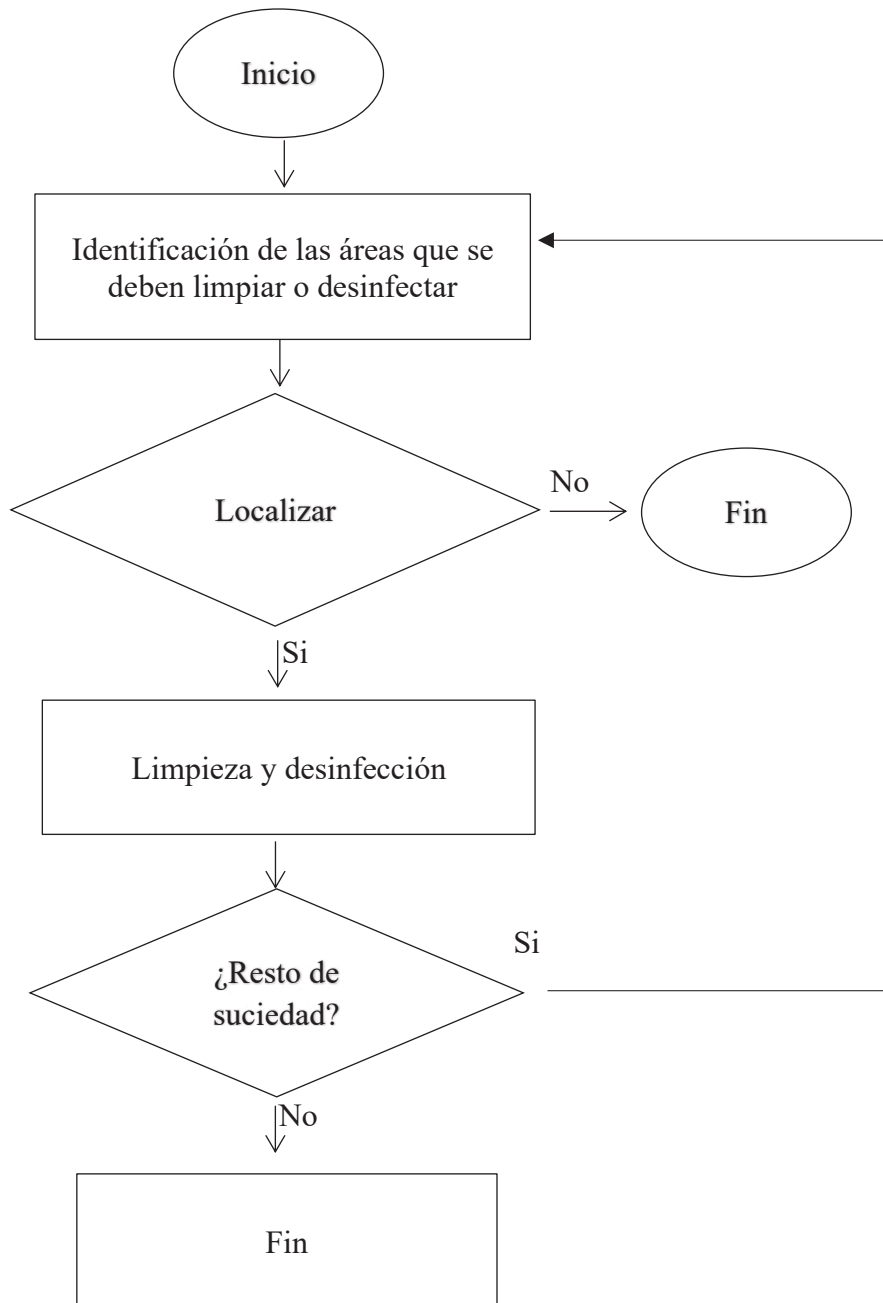 Inicio
Identificación de las áreas que se
deben limpiar o desinfectar
Localizar
No
Fin
Si
Limpieza y desinfección
¿Resto de
suciedad?
Si
No
Fin